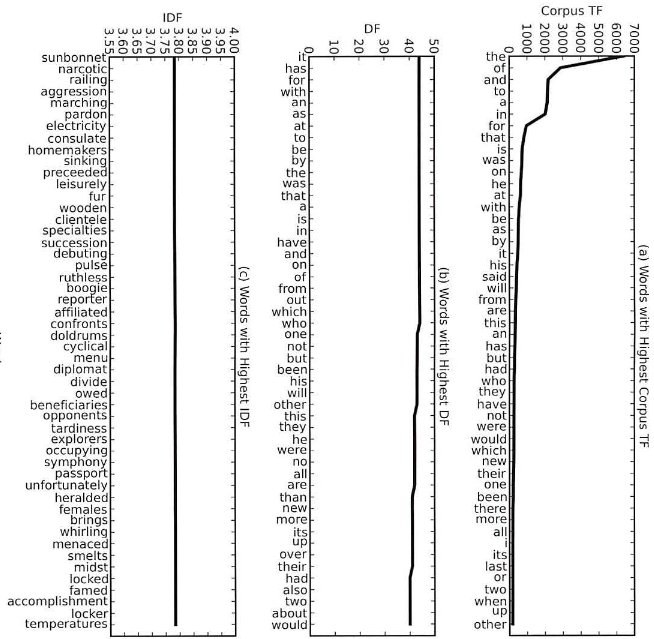 (a) Words with Highest Corpus TF
Corpus TF
0
1000
2000
3000
4000
5000
6000
7000
the
of
and
to
a
in
for
that
is
was
on
he
at
with
be
as
by
it
his
said
will
from
are
this
an
has
but
had
who
they
have
not
were
would
which
new
their
one
been
there
more
all
i
its
last
or
two
when
up
other
(b) Words with Highest DF
DF
0
10
20
30
40
50
it
has
for
with
an
as
at
to
be
by
the
was
that
a
is
in
have
and
on
of
from
out
which
who
one
not
but
been
his
will
other
this
they
he
were
no
all
are
than
new
more
its
up
over
their
had
also
two
about
would
(c) Words with Highest IDF
IDF
3.55
3.60
3.65
3.70
3.75
3.80
3.85
3.90
3.95
4.00
sunbonnet
narcotic
railing
aggression
marching
pardon
electricity
consulate
homemakers
sinking
preceeded
leisurely
fur
wooden
clientele
specialties
succession
debuting
pulse
ruthless
boogie
reporter
affiliated
confronts
doldrums
cyclical
menu
diplomat
divide
owed
beneficiaries
opponents
tardiness
explorers
occupying
symphony
passport
unfortunately
heralded
females
brings
whirling
menaced
smelts
midst
locked
famed
accomplishment
locker
temperatures